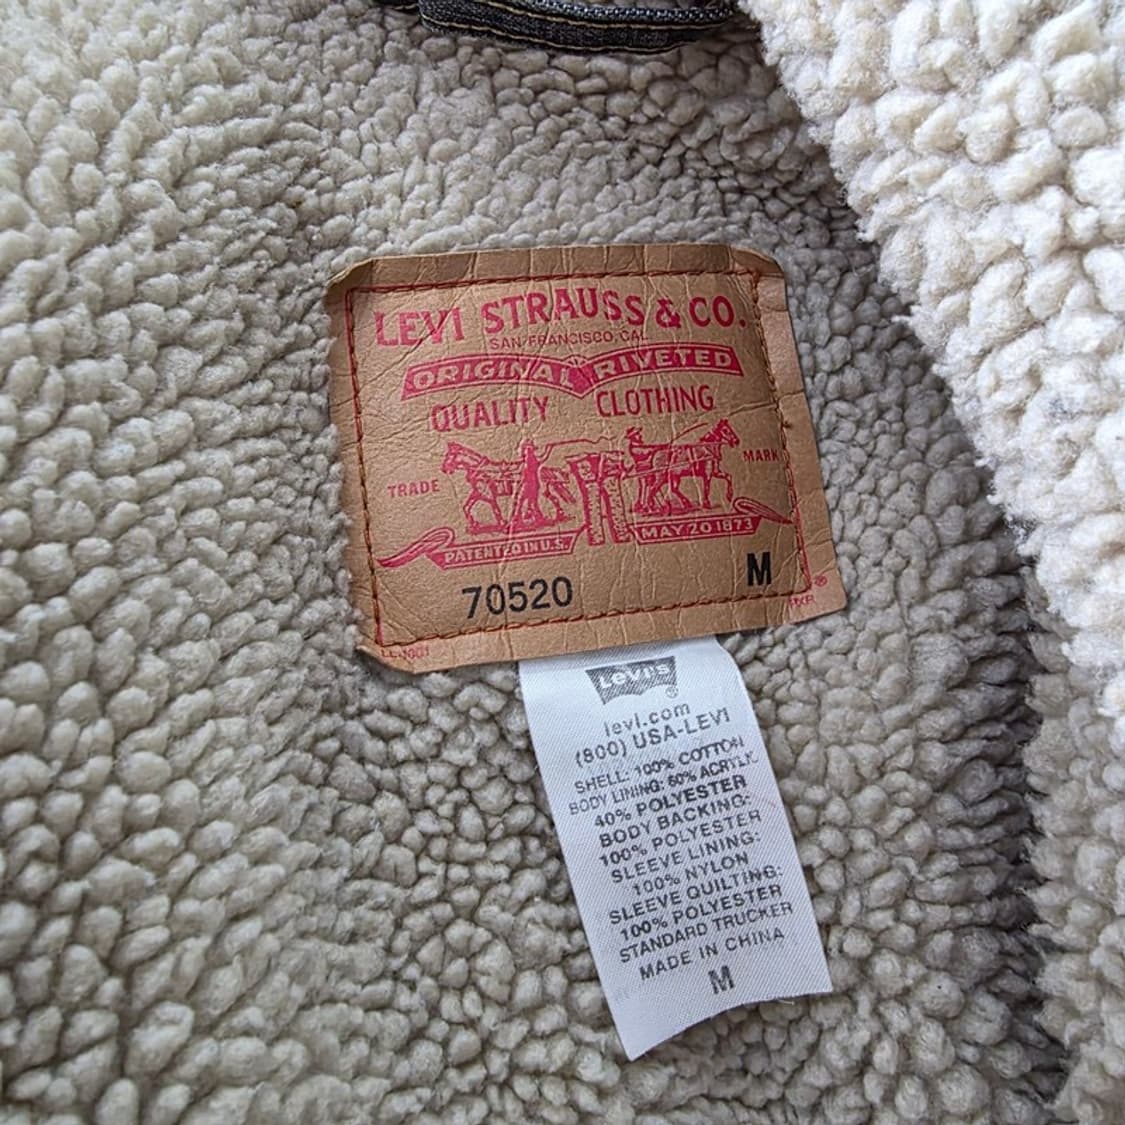 LEVI STRAUSS & CO.
SAN FRANCISCO, CAL.
ORIGINAL RIVETED
QUALITY CLOTHING
TRADE MARK
PATENTED IN U.S. MAY 20 1873
70520 M
®
Levi's
®
levi.com
(800) USA-LEVI
SHELL: 100% COTTON
BODY LINING: 60% ACRYLIC
40% POLYESTER
BODY BACKING:
100% POLYESTER
SLEEVE LINING:
100% NYLON
SLEEVE QUILTING:
100% POLYESTER
STANDARD TRUCKER
MADE IN CHINA
M